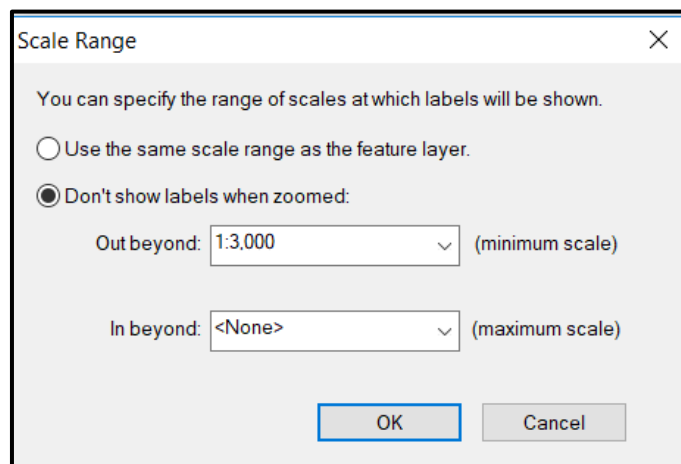 Scale Range
You can specify the range of scales at which labels will be shown.
Use the same scale range as the feature layer.
Don't show labels when zoomed:
Out beyond: 1:3,000 (minimum scale)
In beyond: <None> (maximum scale)
OK Cancel